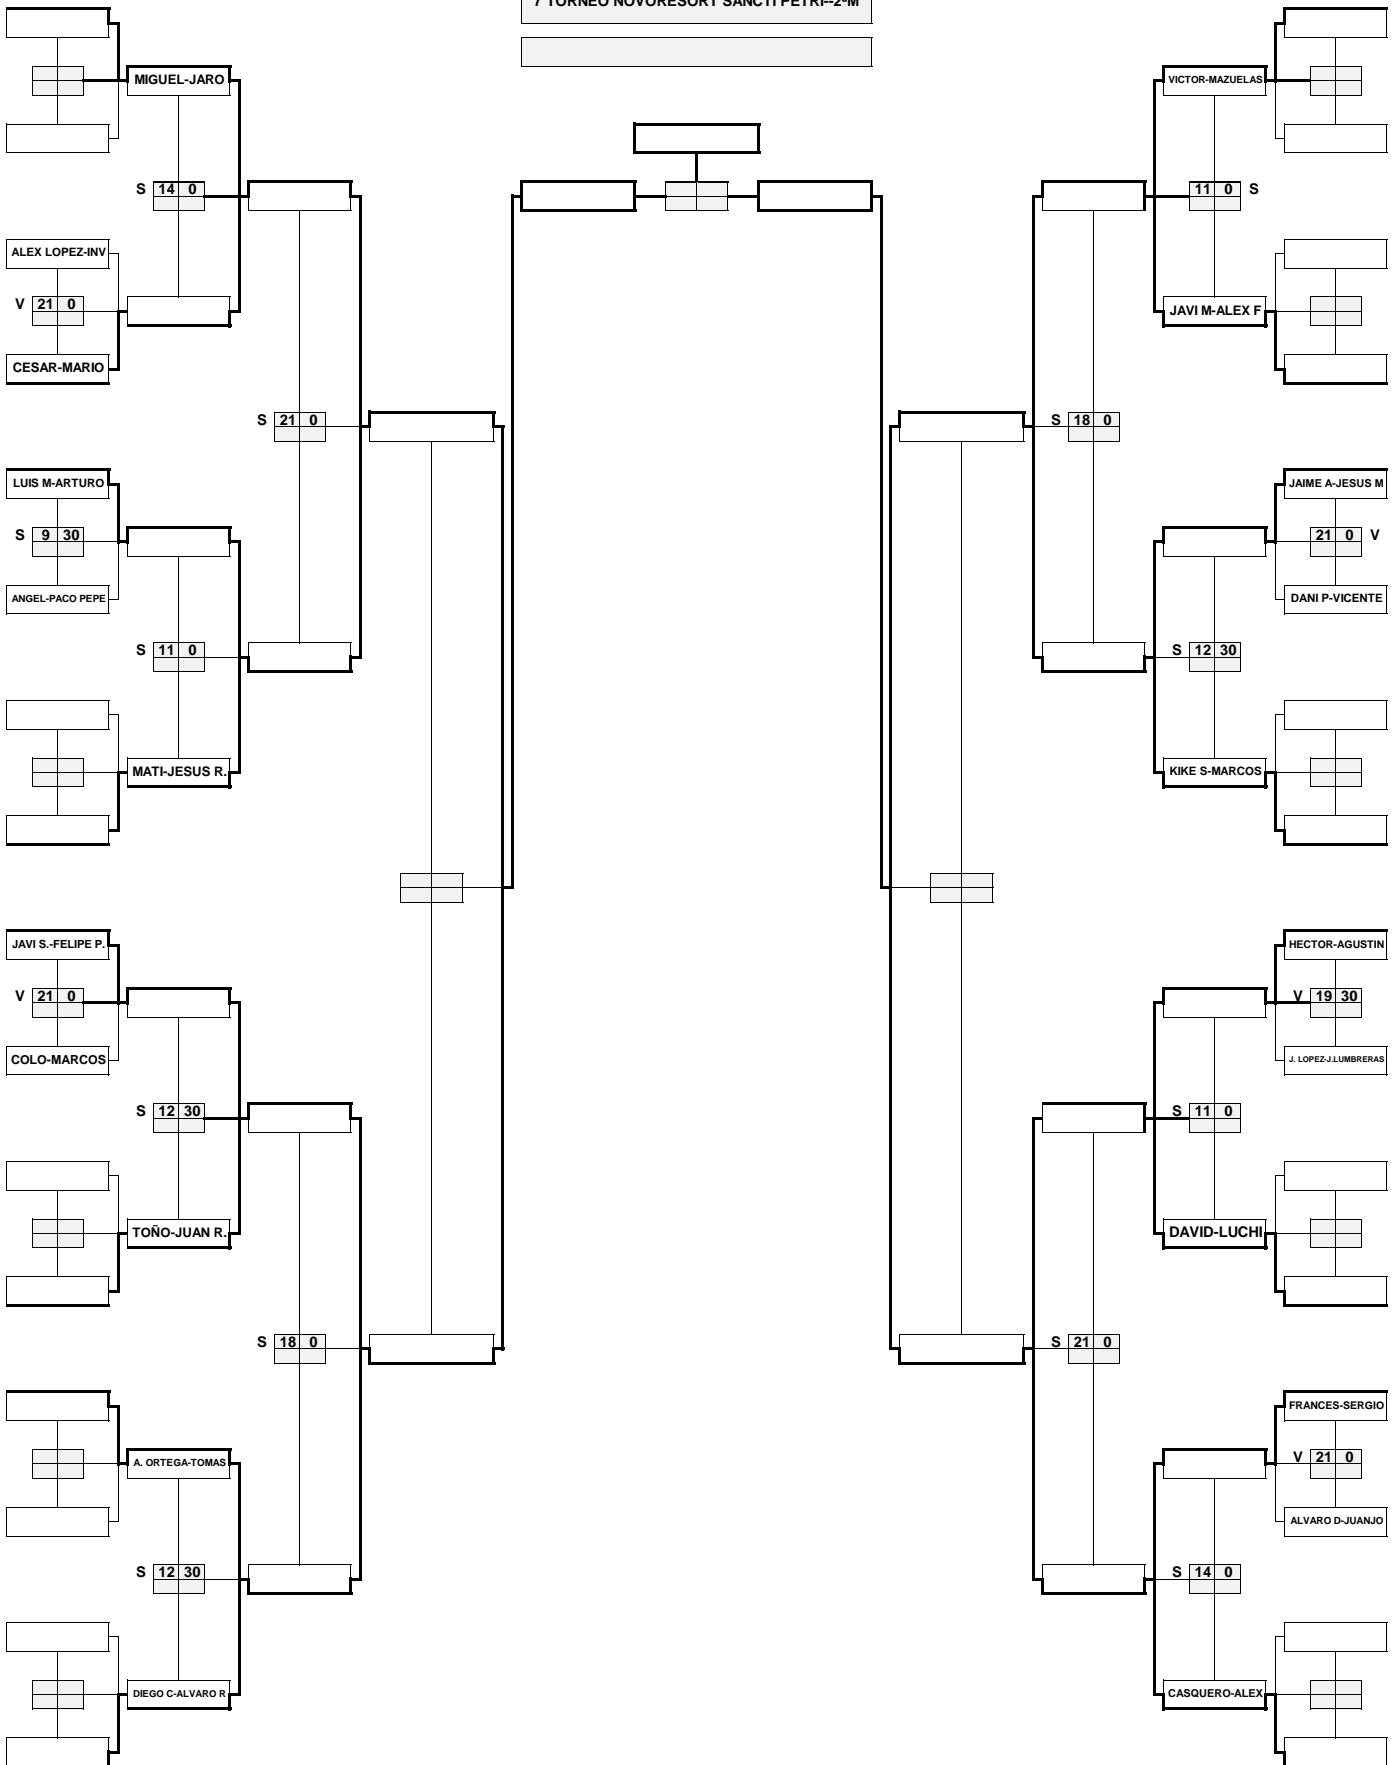 7 TORNEO NOVORESORT SANCTI PETRI--2ªM
MIGUEL-JARO
VICTOR-MAZUELAS
S 14 0
11 0 S
ALEX LOPEZ-INV
V 21 0
JAVI M-ALEX F
CESAR-MARIO
S 21 0
S 18 0
LUIS M-ARTURO
JAIME A-JESUS M
S 9 30
21 0 V
ANGEL-PACO PEPE
DANI P-VICENTE
S 11 0
S 12 30
MATI-JESUS R.
KIKE S-MARCOS
JAVI S.-FELIPE P.
HECTOR-AGUSTIN
V 21 0
V 19 30
COLO-MARCOS
J. LOPEZ-J.LUMBRERAS
S 12 30
S 11 0
TOÑO-JUAN R.
DAVID-LUCHI
S 18 0
S 21 0
FRANCES-SERGIO
A. ORTEGA-TOMAS
V 21 0
ALVARO D-JUANJO
S 12 30
S 14 0
DIEGO C-ALVARO R
CASQUERO-ALEX